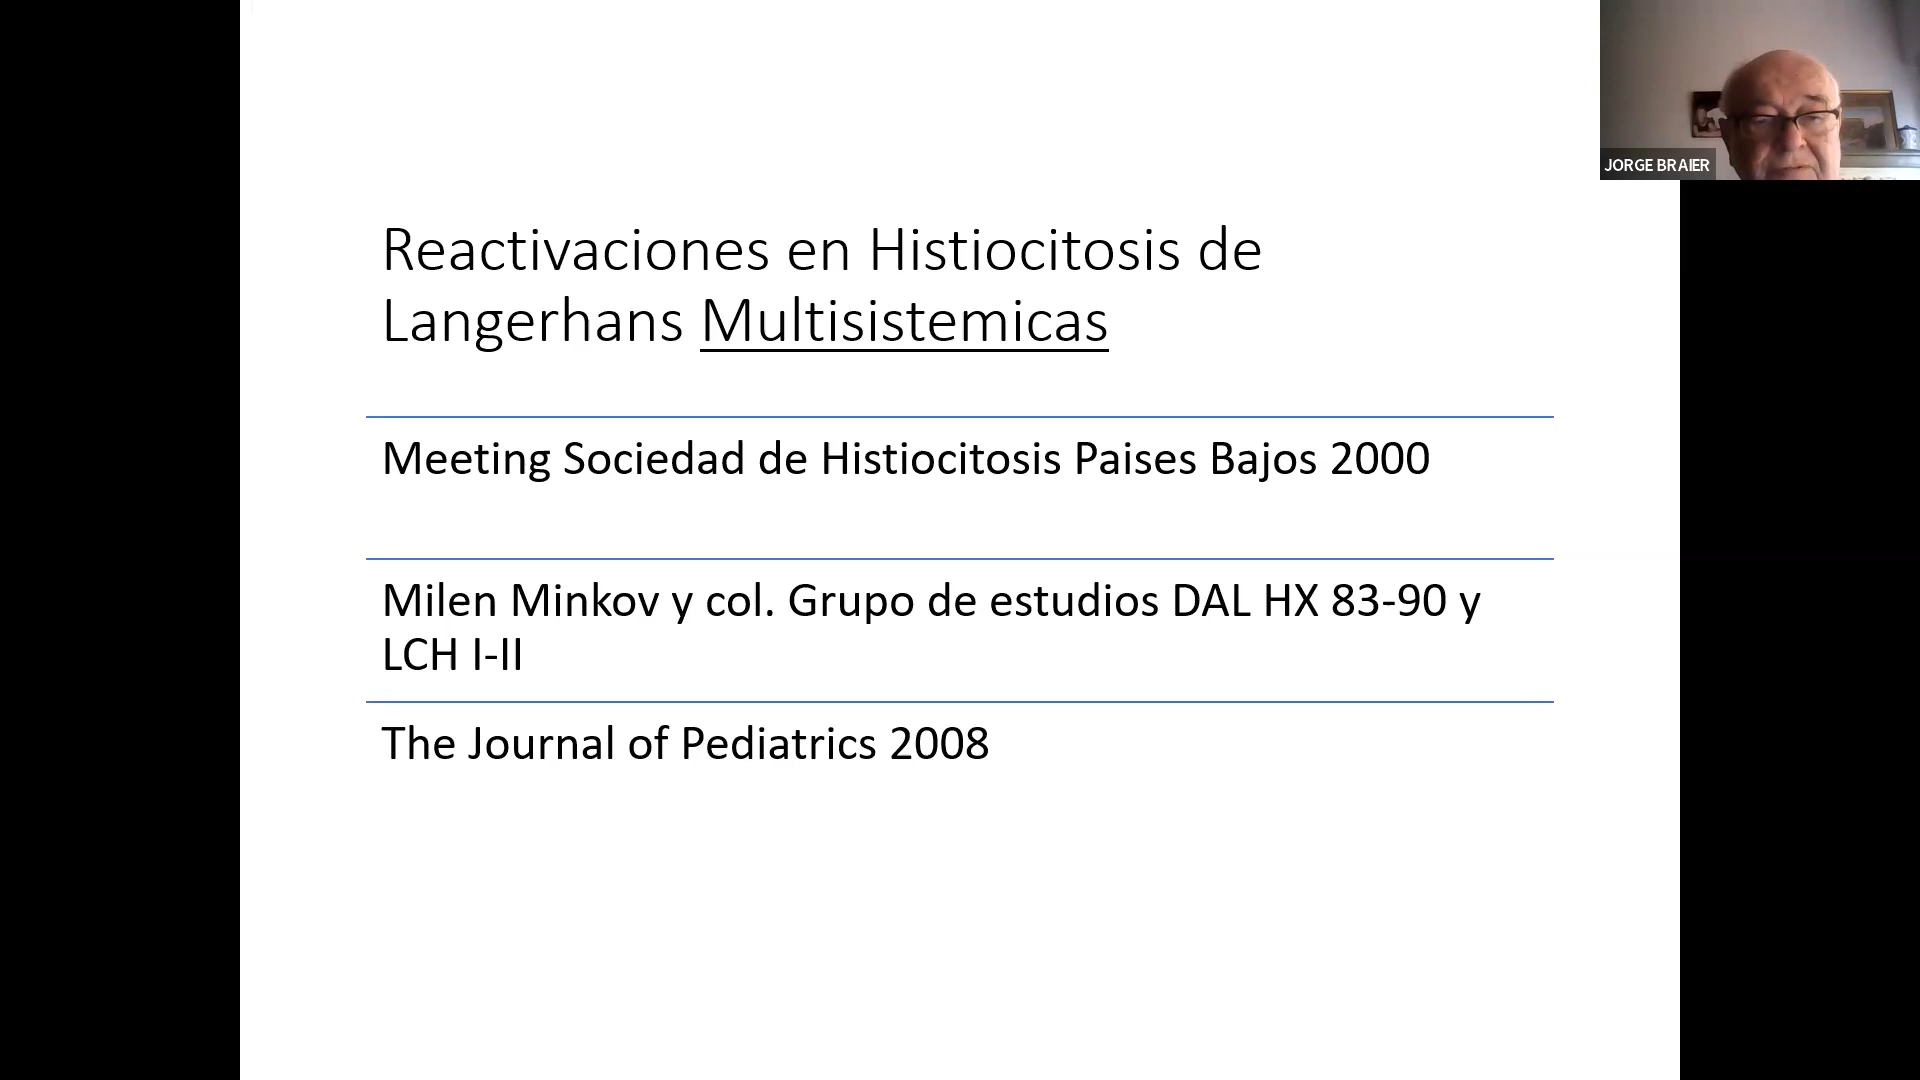 JORGE BRAIER
Reactivaciones en Histiocitosis de
Langerhans Multisistemicas
Meeting Sociedad de Histiocitosis Paises Bajos 2000
Milen Minkov y col. Grupo de estudios DAL HX 83-90 y
LCH I-II
The Journal of Pediatrics 2008